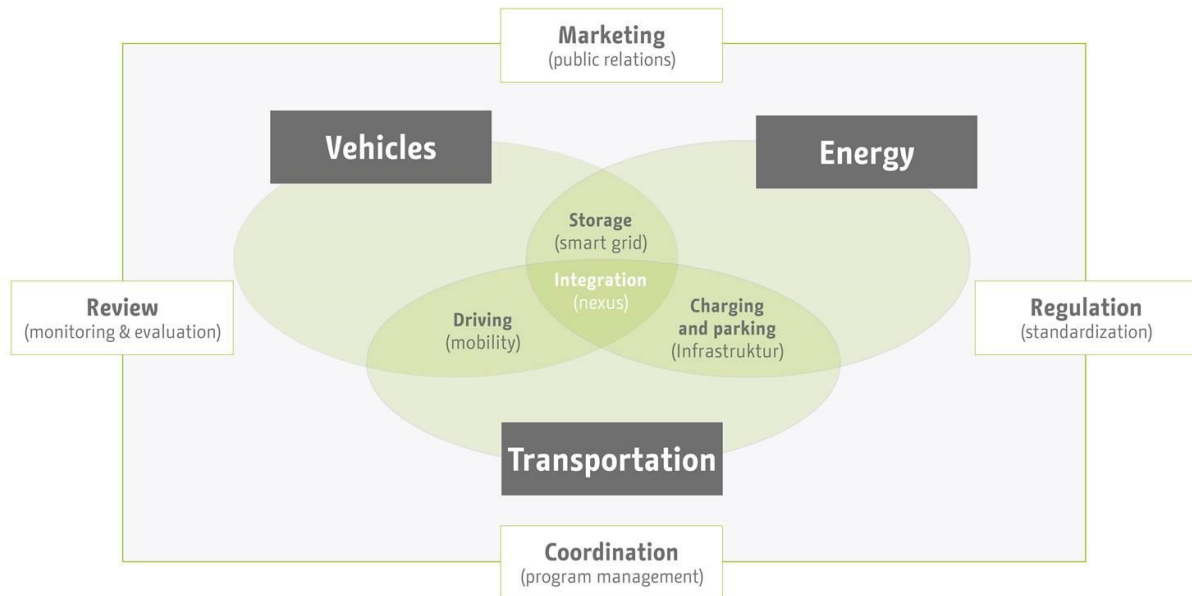 Marketing
(public relations)
Vehicles
Energy
Storage
(smart grid)
Integration
(nexus)
Review
(monitoring & evaluation)
Driving
(mobility)
Charging
and parking
(Infrastruktur)
Regulation
(standardization)
Transportation
Coordination
(program management)